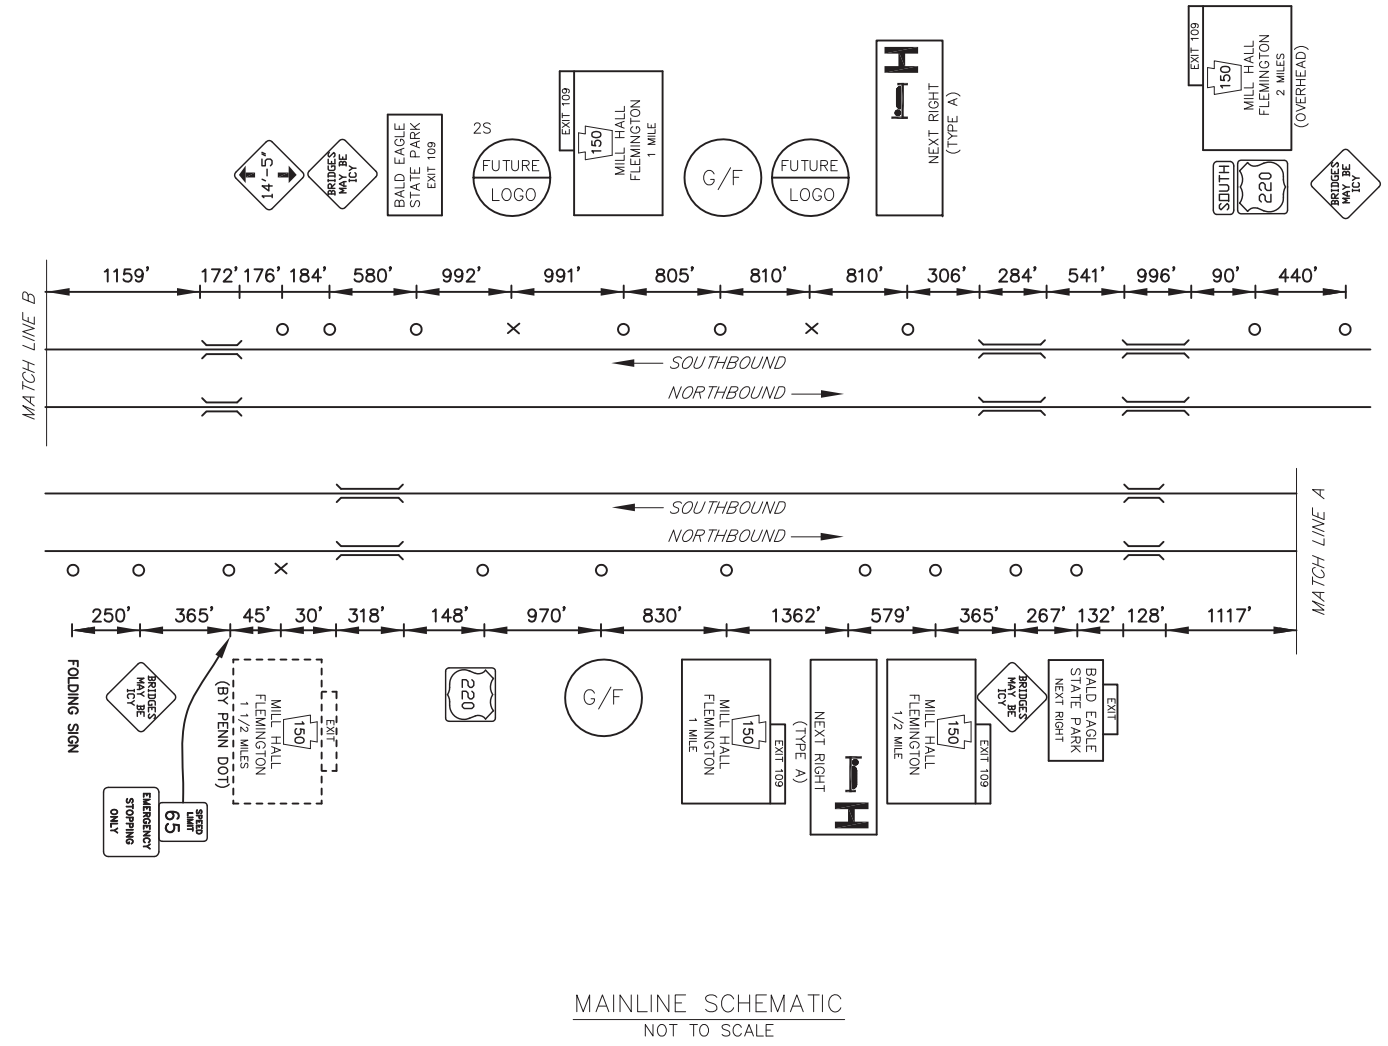 14'-5"
BRIDGES
MAY BE
ICY
BALD EAGLE
STATE PARK
EXIT 109
2S
FUTURE
LOGO
EXIT 109
150
MILL HALL
FLEMINGTON
1 MILE
G/F
FUTURE
LOGO
H
NEXT RIGHT
(TYPE A)
EXIT 109
150
MILL HALL
FLEMINGTON
2 MILES
(OVERHEAD)
SOUTH
220
BRIDGES
MAY BE
ICY
MATCH LINE B
1159' 172' 176' 184' 580' 992' 991' 805' 810' 810' 306' 284' 541' 996' 90' 440'
X X
SOUTHBOUND
NORTHBOUND
SOUTHBOUND
NORTHBOUND
MATCH LINE A
X
250' 365' 45' 30' 318' 148' 970' 830' 1362' 579' 365' 267' 132' 128' 1117'
FOLDING SIGN
BRIDGES
MAY BE
ICY
EMERGENCY
STOPPING
ONLY
SPEED
LIMIT
65
(BY PENN DOT)
EXIT
150
MILL HALL
FLEMINGTON
1 1/2 MILES
220
G/F
EXIT 109
150
MILL HALL
FLEMINGTON
1 MILE
NEXT RIGHT
(TYPE A)
H
EXIT 109
150
MILL HALL
FLEMINGTON
1/2 MILE
BRIDGES
MAY BE
ICY
EXIT
BALD EAGLE
STATE PARK
NEXT RIGHT
MAINLINE SCHEMATIC
NOT TO SCALE